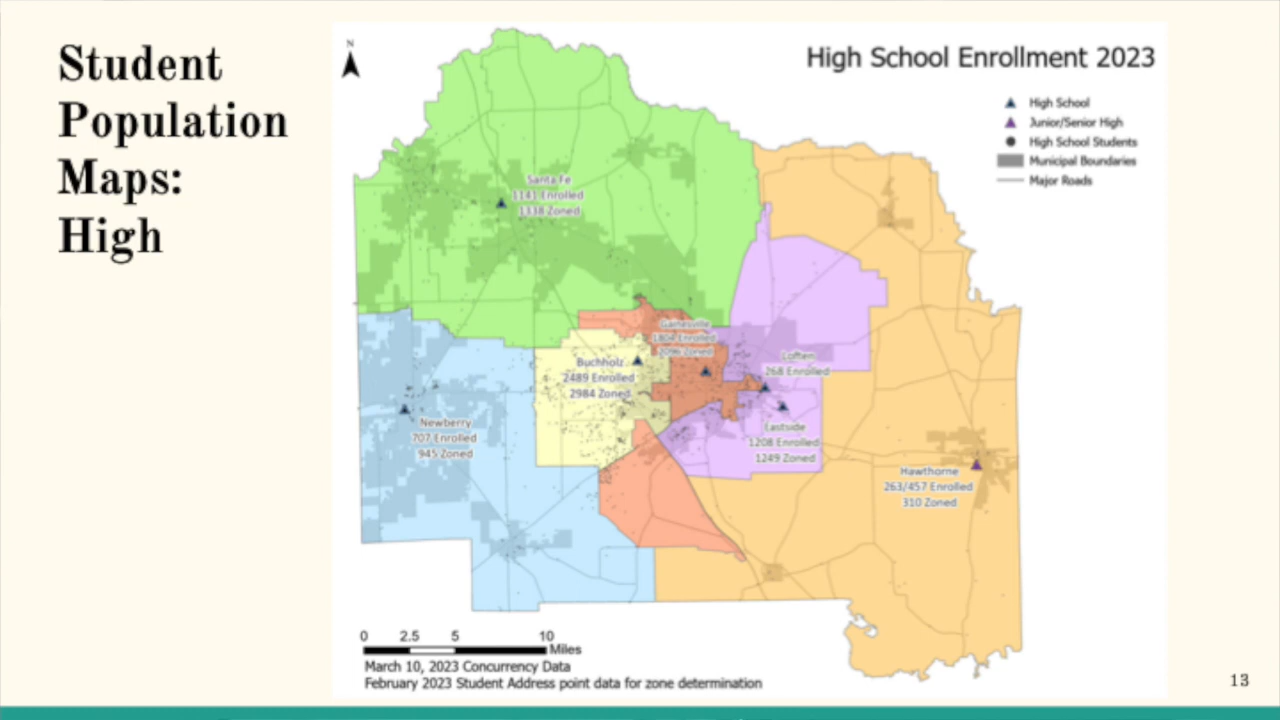 Student
Population
Maps:
High
N
High School Enrollment 2023
High School
Junior/Senior High
High School Students
Municipal Boundaries
Major Roads
Santa Fe
1141 Enrolled
1338 Zoned
Gainesville
Enrolled
Zoned
Buchholz
2489 Enrolled
2984 Zoned
Loften
268 Enrolled
Newberry
707 Enrolled
945 Zoned
Eastside
1208 Enrolled
1249 Zoned
Hawthorne
263/457 Enrolled
310 Zoned
0 2.5 5 10
Miles
March 10, 2023 Concurrency Data
February 2023 Student Address point data for zone determination
13